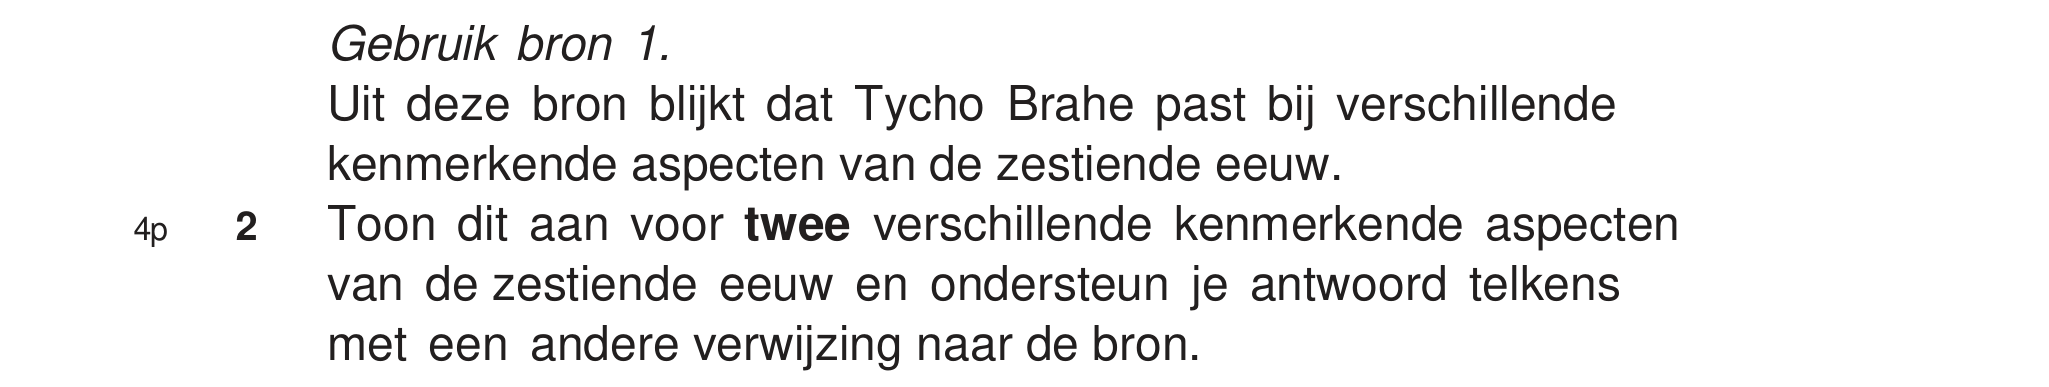 Gebruik bron 1.
Uit deze bron blijkt dat Tycho Brahe past bij verschillende
kenmerkende aspecten van de zestiende eeuw.
4p 2 Toon dit aan voor twee verschillende kenmerkende aspecten
van de zestiende eeuw en ondersteun je antwoord telkens
met een andere verwijzing naar de bron.